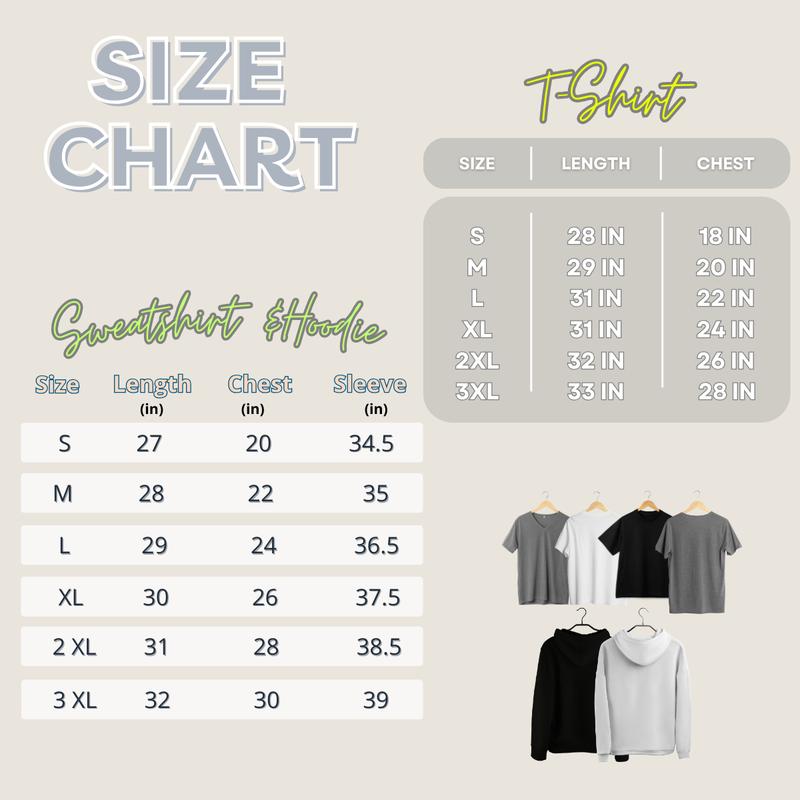 SIZE
CHART
T-Shirt
SIZE LENGTH CHEST
S 28 IN 18 IN
M 29 IN 20 IN
L 31 IN 22 IN
XL 31 IN 24 IN
2XL 32 IN 26 IN
3XL 33 IN 28 IN
Sweatshirt &Hoodie
Size Length Chest Sleeve
(in) (in) (in)
S 27 20 34.5
M 28 22 35
L 29 24 36.5
XL 30 26 37.5
2 XL 31 28 38.5
3 XL 32 30 39